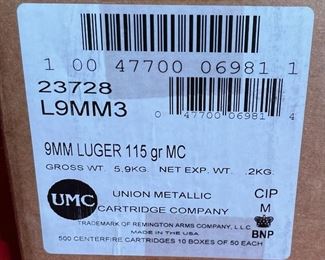 1 00 47700 06981 1
23728
L9MM3
0 47700 06981 4
9MM LUGER 115 gr MC
GROSS WT. 5.9KG. NET EXP. WT. .2KG.
UMC
UNION METALLIC
CARTRIDGE COMPANY
CIP
M
BNP
TRADEMARK OF REMINGTON ARMS COMPANY, L.L.C.
MADE IN THE USA
500 CENTERFIRE CARTRIDGES 10 BOXES OF 50 EACH